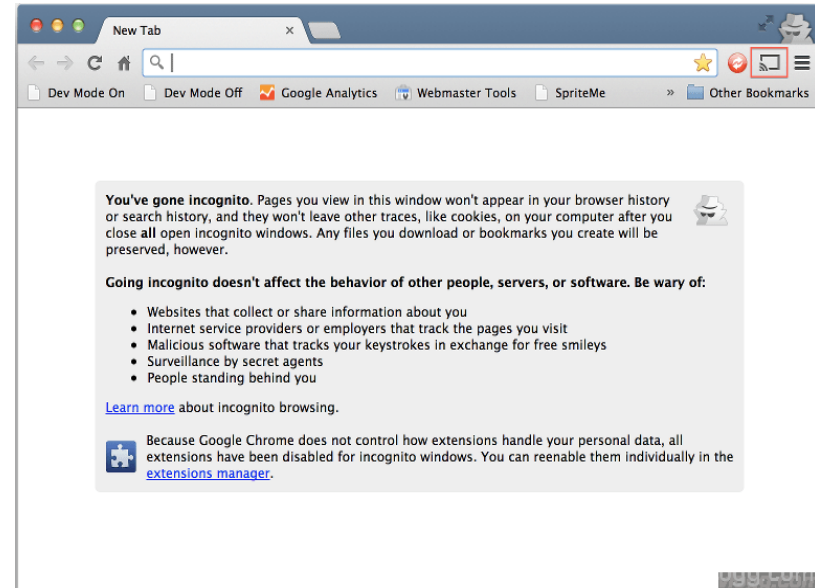 New Tab
Dev Mode On Dev Mode Off Google Analytics Webmaster Tools SpriteMe » Other Bookmarks
You've gone incognito. Pages you view in this window won't appear in your browser history
or search history, and they won't leave other traces, like cookies, on your computer after you
close all open incognito windows. Any files you download or bookmarks you create will be
preserved, however.
Going incognito doesn't affect the behavior of other people, servers, or software. Be wary of:
• Websites that collect or share information about you
• Internet service providers or employers that track the pages you visit
• Malicious software that tracks your keystrokes in exchange for free smileys
• Surveillance by secret agents
• People standing behind you
Learn more about incognito browsing.
Because Google Chrome does not control how extensions handle your personal data, all
extensions have been disabled for incognito windows. You can reenable them individually in the
extensions manager.